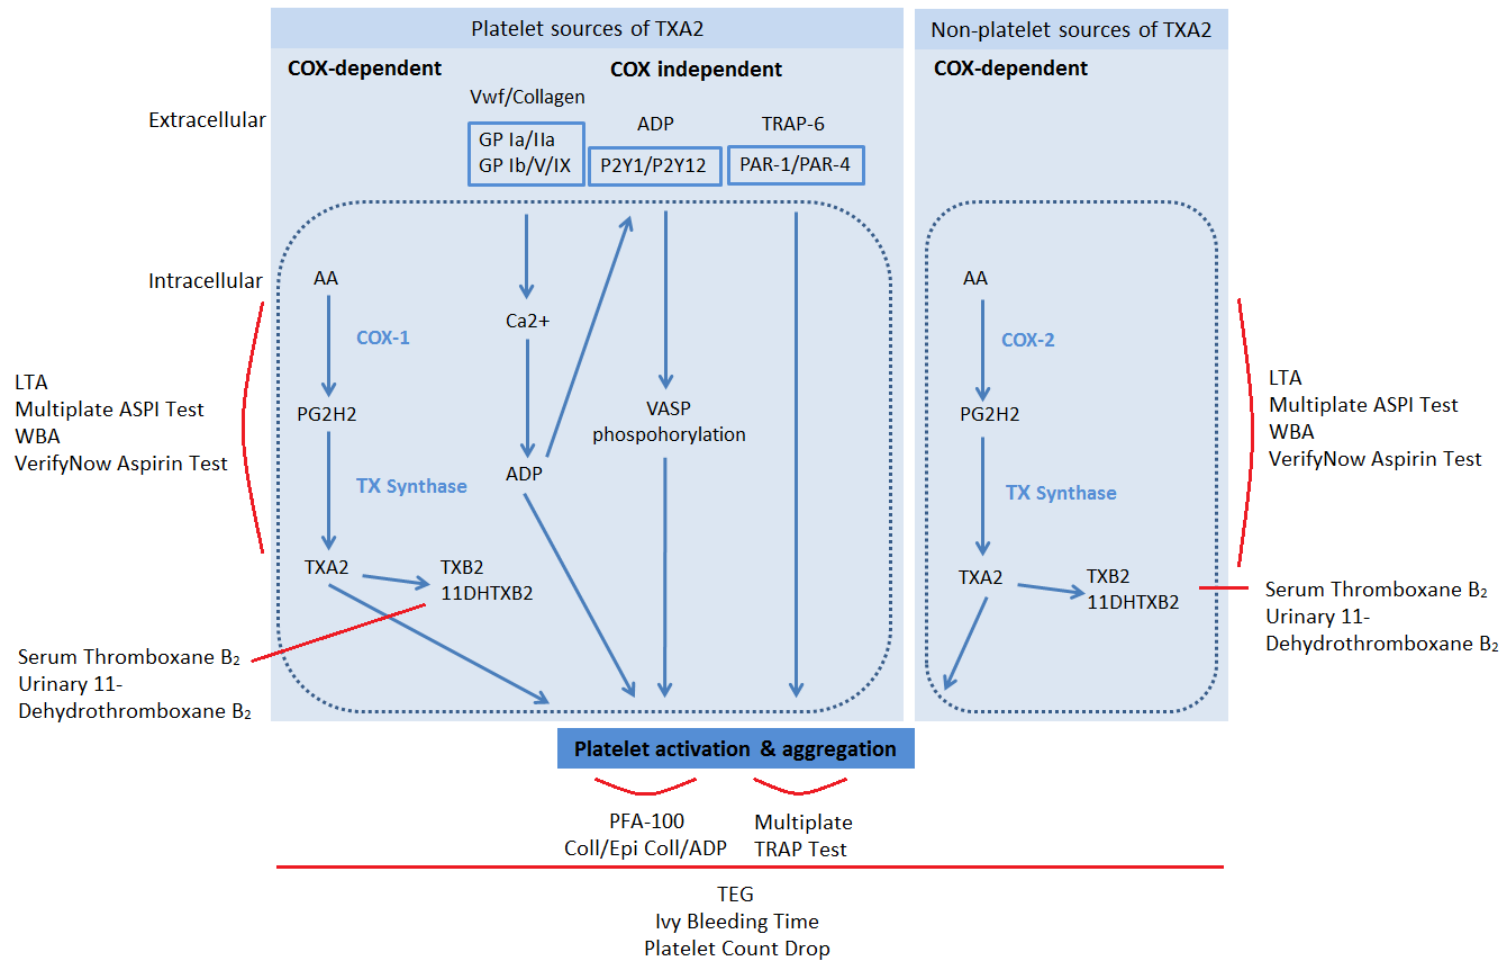 Platelet sources of TXA2
Non-platelet sources of TXA2
COX-dependent
COX independent
COX-dependent
Extracellular
Vwf/Collagen
GP Ia/IIa
GP Ib/V/IX
ADP
P2Y1/P2Y12
TRAP-6
PAR-1/PAR-4
Intracellular
AA
COX-1
PG2H2
TX Synthase
TXA2
TXB2
11DHTXB2
Ca2+
ADP
VASP
phospohorylation
AA
COX-2
PG2H2
TX Synthase
TXA2
TXB2
11DHTXB2
LTA
Multiplate ASPI Test
WBA
VerifyNow Aspirin Test
Serum Thromboxane B₂
Urinary 11-
Dehydrothromboxane B₂
LTA
Multiplate ASPI Test
WBA
VerifyNow Aspirin Test
Serum Thromboxane B₂
Urinary 11-
Dehydrothromboxane B₂
Platelet activation & aggregation
PFA-100
Coll/Epi Coll/ADP
Multiplate
TRAP Test
TEG
Ivy Bleeding Time
Platelet Count Drop